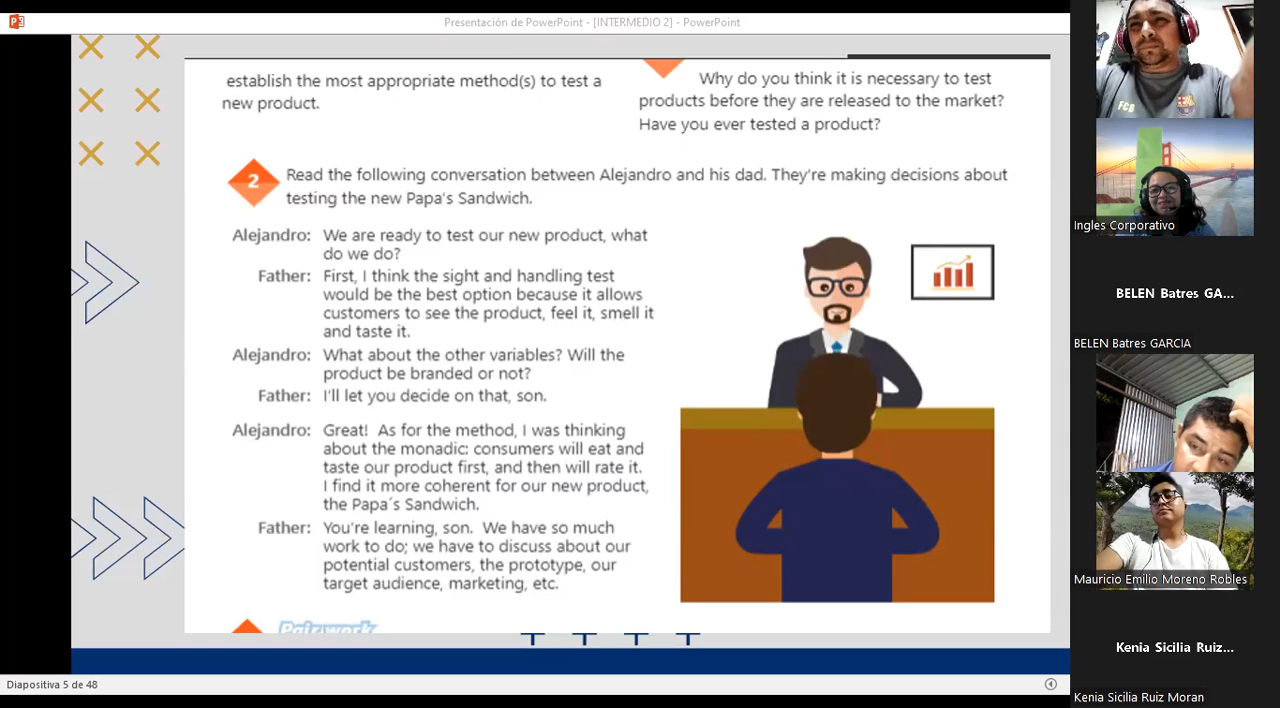 Presentación de PowerPoint - [INTERMEDIO 2] - PowerPoint
establish the most appropriate method(s) to test a
new product.
Why do you think it is necessary to test
products before they are released to the market?
Have you ever tested a product?
2
Read the following conversation between Alejandro and his dad. They're making decisions about
testing the new Papa's Sandwich.
Alejandro: We are ready to test our new product, what
do we do?
Father: First, I think the sight and handling test
would be the best option because it allows
customers to see the product, feel it, smell it
and taste it.
Alejandro: What about the other variables? Will the
product be branded or not?
Father: I'll let you decide on that, son.
Alejandro: Great! As for the method, I was thinking
about the monadic: consumers will eat and
taste our product first, and then will rate it.
I find it more coherent for our new product,
the Papa´s Sandwich.
Father: You're learning, son. We have so much
work to do; we have to discuss about our
potential customers, the prototype, our
target audience, marketing, etc.
Pair work
Diapositiva 5 de 48
FCB
Ingles Corporativo
BELEN Batres GA...
BELEN Batres GARCIA
Mauricio Emilio Moreno Robles
Kenia Sicilia Ruiz...
Kenia Sicilia Ruiz Moran